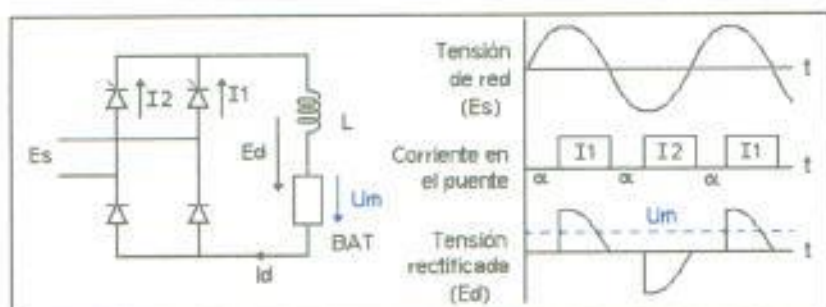 Es
I2
I1
Ed
L
Um
BAT
Id
Tensión
de red
(Es)
t
Corriente en
el puente
α
I1
α
I2
α
I1
t
Tensión
rectificada
(Ed)
Um
t